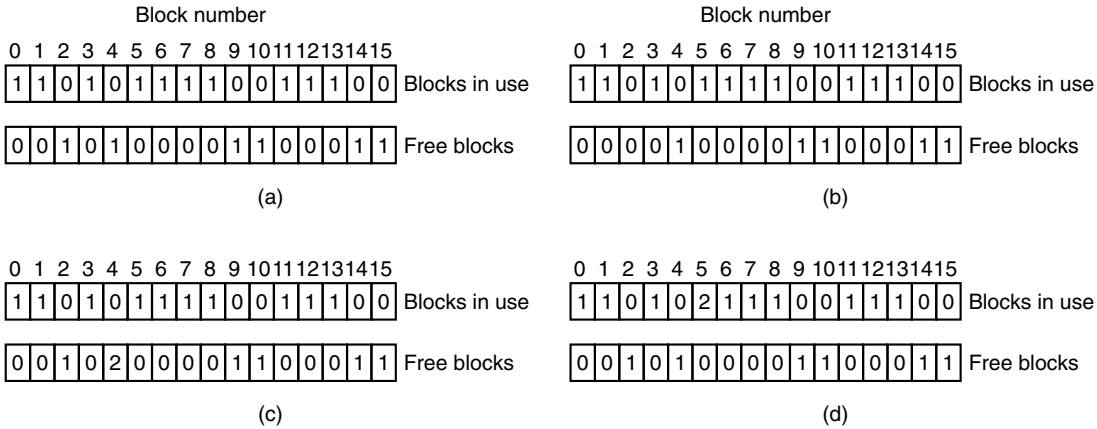 Block number
0 1 2 3 4 5 6 7 8 9 10 11 12 13 14 15
1 1 0 1 0 1 1 1 1 0 0 1 1 1 0 0 Blocks in use
0 0 1 0 1 0 0 0 0 1 1 0 0 0 1 1 Free blocks
(a)
Block number
0 1 2 3 4 5 6 7 8 9 10 11 12 13 14 15
1 1 0 1 0 1 1 1 1 0 0 1 1 1 0 0 Blocks in use
0 0 0 0 1 0 0 0 0 1 1 0 0 0 1 1 Free blocks
(b)
0 1 2 3 4 5 6 7 8 9 10 11 12 13 14 15
1 1 0 1 0 1 1 1 1 0 0 1 1 1 0 0 Blocks in use
0 0 1 0 2 0 0 0 0 1 1 0 0 0 1 1 Free blocks
(c)
0 1 2 3 4 5 6 7 8 9 10 11 12 13 14 15
1 1 0 1 0 2 1 1 1 0 0 1 1 1 0 0 Blocks in use
0 0 1 0 1 0 0 0 0 1 1 0 0 0 1 1 Free blocks
(d)